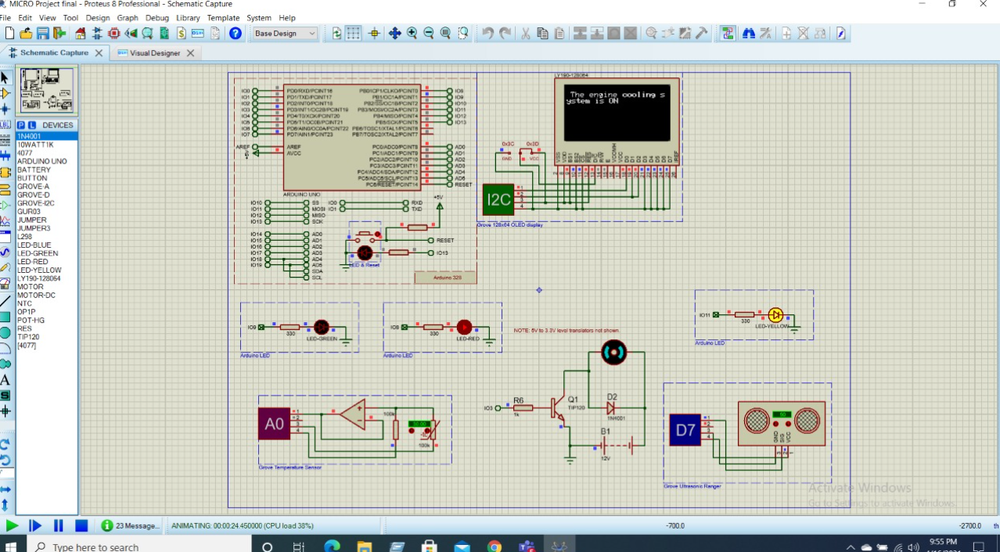 MICRO Project final - Proteus 8 Professional - Schematic Capture
File Edit View Tool Design Graph Debug Library Template System Help
Base Design
Schematic Capture
Visual Designer
P L DEVICES
1N4001
10WATT1K
4077
ARDUINO UNO
BATTERY
BUTTON
GROVE-A
GROVE-D
GROVE-I2C
GUR03
JUMPER
JUMPER3
L298
LED-BLUE
LED-GREEN
LED-RED
LED-YELLOW
LY190-128064
MOTOR
MOTOR-DC
NTC
OP1P
POT-HG
RES
TIP120
[4077]
IO0 PD0/RXD/PCINT16 PB0/ICP1/CLKO/PCINT0 IO8
IO1 PD1/TXD/PCINT17 PB1/OC1A/PCINT1 IO9
IO2 PD2/INT0/PCINT18 PB2/SS/OC1B/PCINT2 IO10
IO3 PD3/INT1/OC2B/PCINT19 PB3/MOSI/OC2A/PCINT3 IO11
IO4 PD4/T0/XCK/PCINT20 PB4/MISO/PCINT4 IO12
IO5 PD5/T1/OC0B/PCINT21 PB5/SCK/PCINT5 IO13
IO6 PD6/AIN0/OC0A/PCINT22 PB6/TOSC1/XTAL1/PCINT6
IO7 PD7/AIN1/PCINT23 PB7/TOSC2/XTAL2/PCINT7
AREF AREF PC0/ADC0/PCINT8 AD0
+5V AVCC PC1/ADC1/PCINT9 AD1
PC2/ADC2/PCINT10 AD2
PC3/ADC3/PCINT11 AD3
PC4/ADC4/SDA/PCINT12 AD4
PC5/ADC5/SCL/PCINT13 AD5
PC6/RESET/PCINT14 RESET
ARDUINO UNO
IO10 SS IO0 RXD
IO11 MOSI IO1 TXD
IO12 MISO
IO13 SCK
+5V
IO14 AD0
IO15 AD1
IO16 AD2
IO17 AD3
IO18 AD4
IO19 AD5
SDA
SCL
RESET
IO13
LED & Reset
Arduino 328
LY190-128064
The engine cooling s
ystem is ON
0x3C 0x3D
GND VCC
I2C
1
2
3
4
Grove 128x64 OLED display
IO9 330 LED-GREEN
Arduino LED
IO8 330 LED-RED
Arduino LED
IO11 330 LED-YELLOW
Arduino LED
NOTE: 5V to 3.3V level translators not shown.
A0
1
2
3
4
100k
100k
Grove Temperature Sensor
IO3
R6
1k
Q1
TIP120
D2
1N4001
B1
12V
D7
1
2
3
4
GND SIG VCC
Grove Ultrasonic Ranger
Activate Windows
Go to Settings to activate Windows.
23 Message...
ANIMATING: 00:00:24.450000 (CPU load 38%)
-700.0
-2700.0 th
Type here to search
9:55 PM